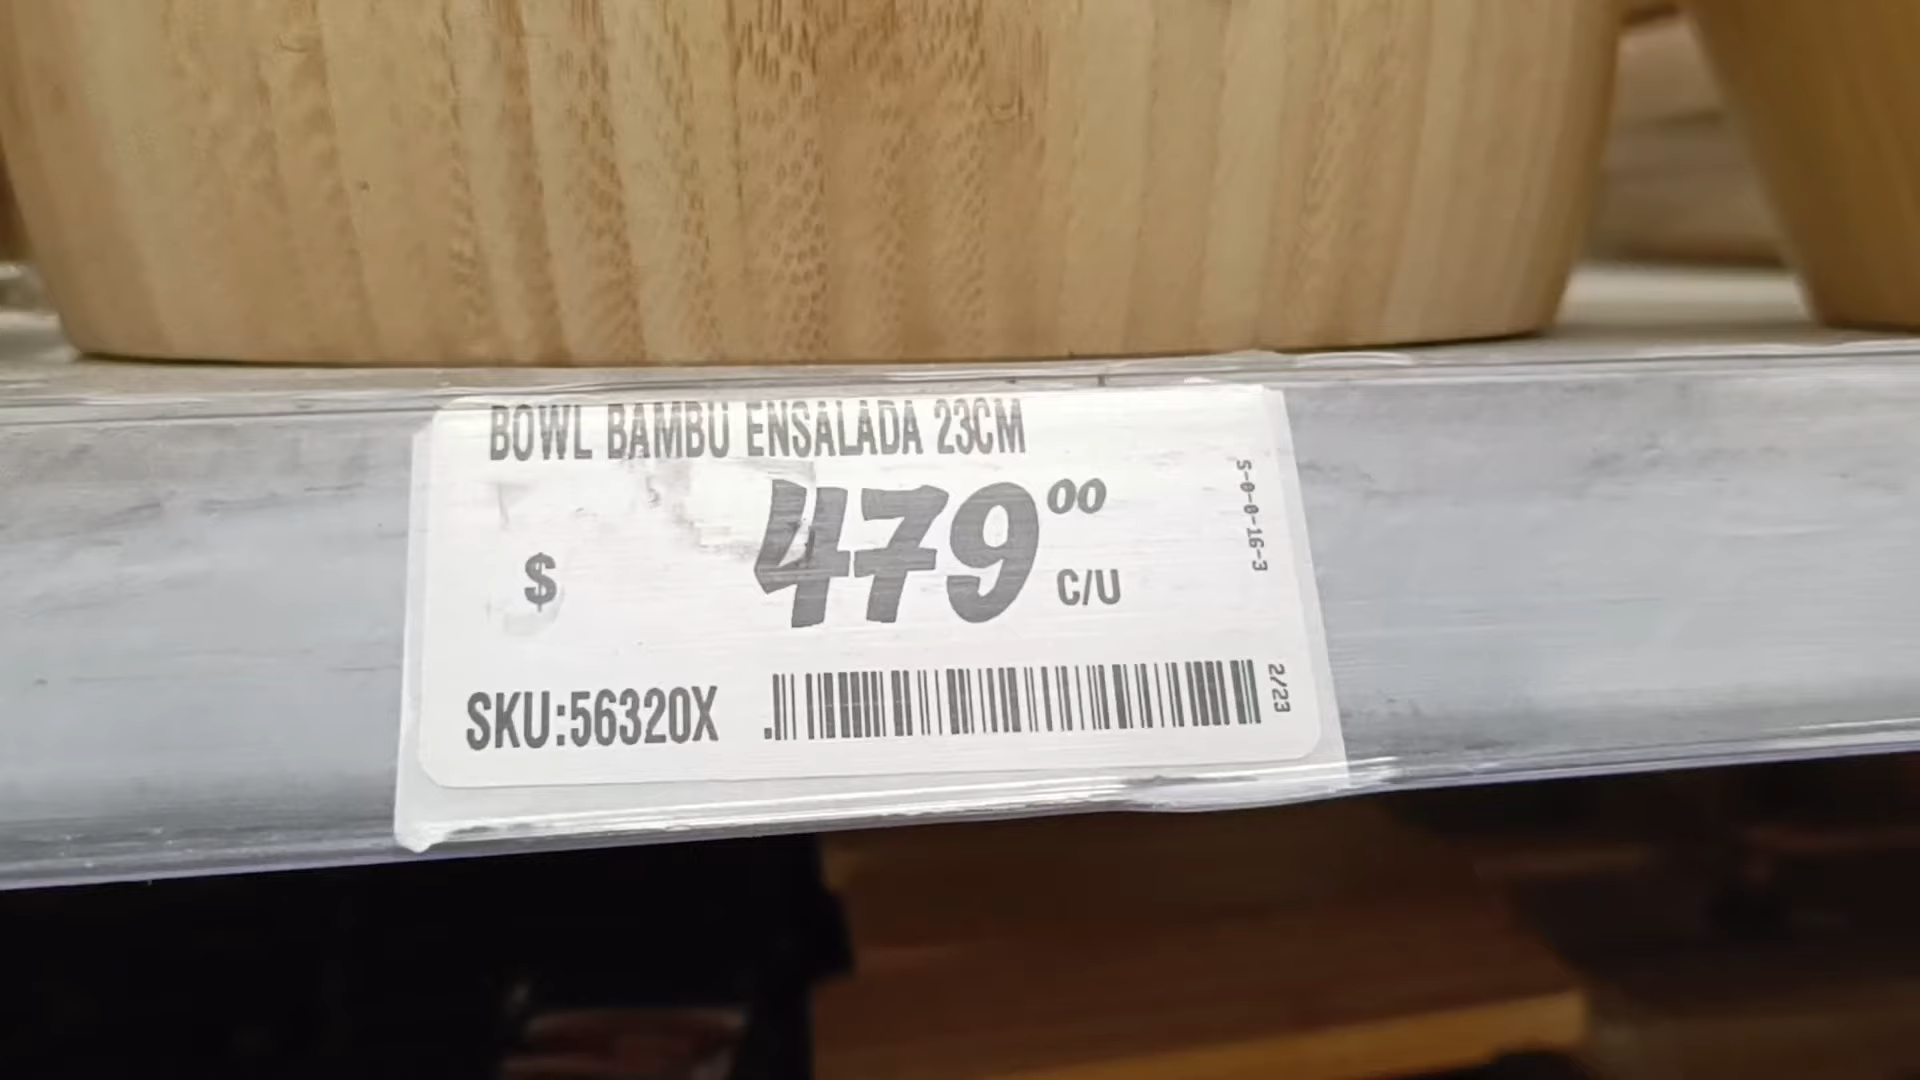 BOWL BAMBU ENSALADA 23CM
$ 479 00 C/U
5-0-0-16-3
SKU:56320X
2/23